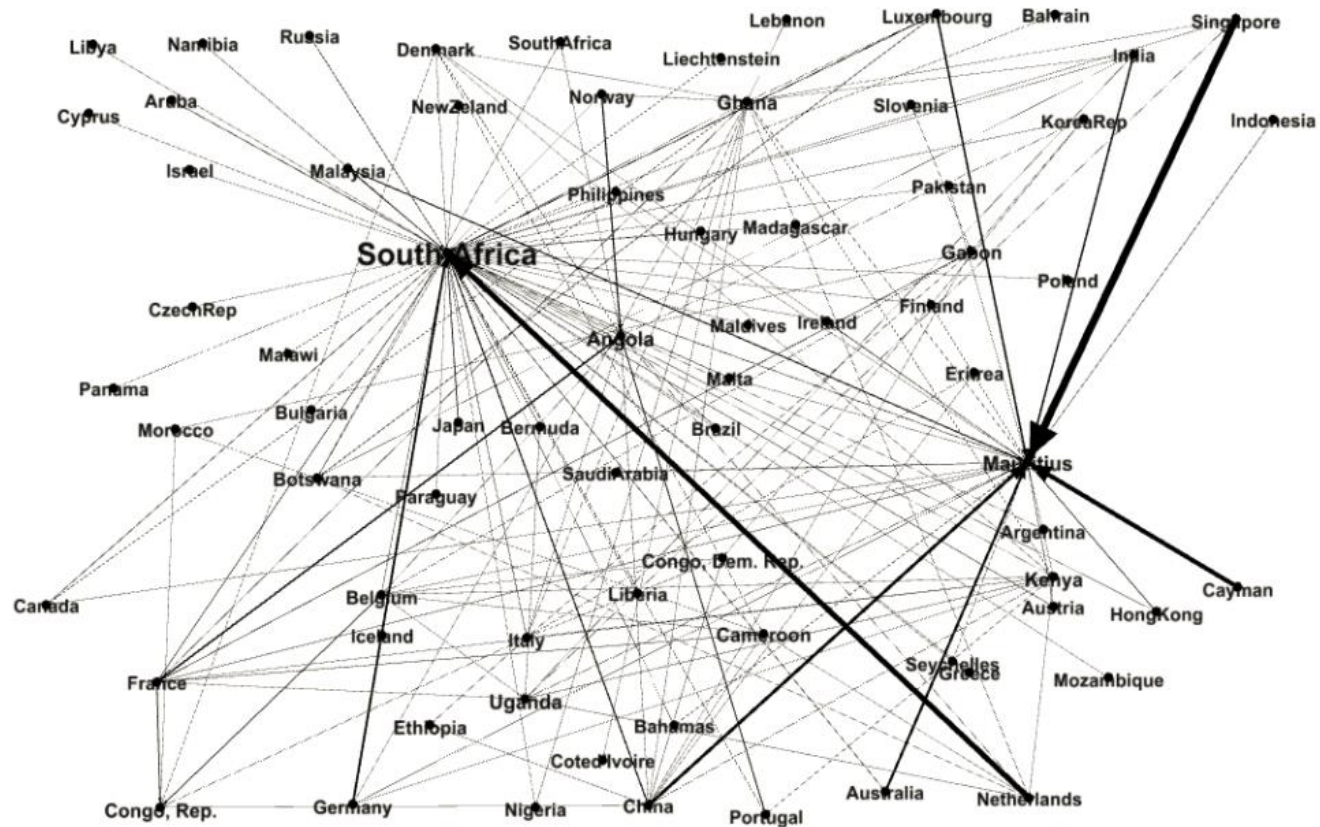 Lebanon
Luxembourg
Bahrain
Singapore
Libya
Namibia
Russia
Denmark
SouthAfrica
Liechtenstein
India
Cyprus
Aruba
NewZeland
Norway
Ghana
Slovenia
KoreaRep
Indonesia
Israel
Malaysia
Philippines
Pakistan
Hungary
Madagascar
South Africa
Gabon
Poland
CzechRep
Finland
Maldives
Ireland
Angola
Malawi
Panama
Malta
Eritrea
Bulgaria
Morocco
Japan
Bermuda
Brazil
Botswana
SaudiArabia
Mauritius
Paraguay
Argentina
Congo, Dem. Rep.
Kenya
Canada
Belgium
Liberia
Austria
HongKong
Cayman
Iceland
Italy
Cameroon
France
Seychelles
Greece
Mozambique
Uganda
Ethiopia
Bahamas
CotedIvoire
Congo, Rep.
Germany
Nigeria
China
Portugal
Australia
Netherlands